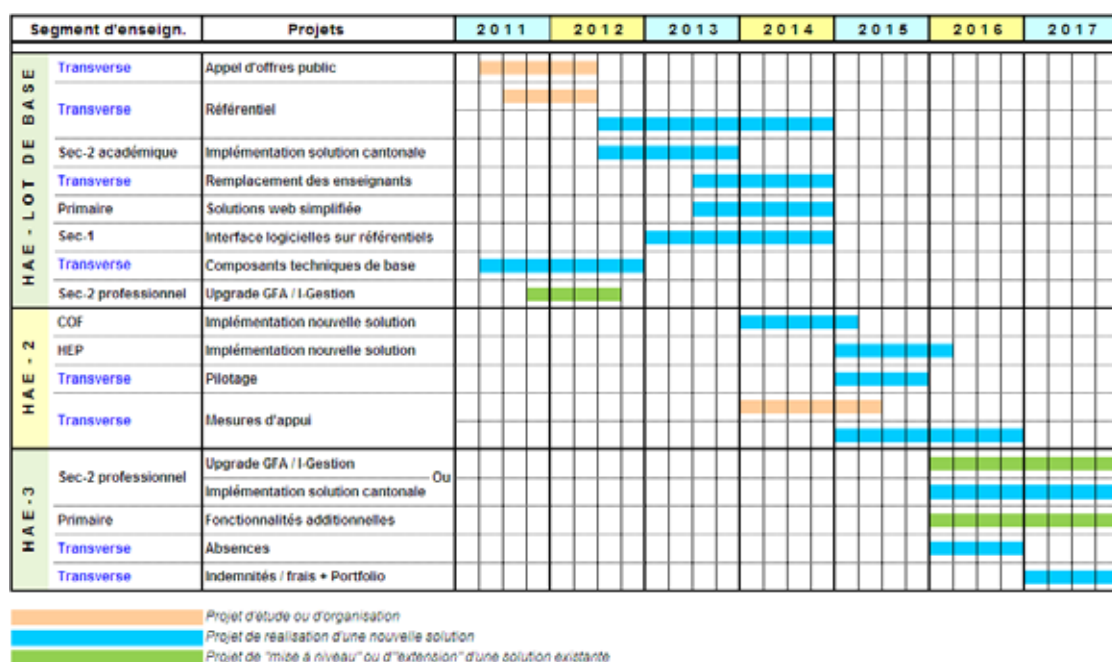 Segment d'enseign. Projets 2011 2012 2013 2014 2015 2016 2017
HAE - LOT DE BASE
Transverse Appel d'offres public
Transverse Référentiel
Sec-2 académique Implémentation solution cantonale
Transverse Remplacement des enseignants
Primaire Solutions web simplifiée
Sec-1 Interface logicielles sur référentiels
Transverse Composants techniques de base
Sec-2 professionnel Upgrade GFA / I-Gestion
HAE - 2
COF Implémentation nouvelle solution
HEP Implémentation nouvelle solution
Transverse Pilotage
Transverse Mesures d'appui
HAE - 3
Sec-2 professionnel Upgrade GFA / I-Gestion
Ou
Implémentation solution cantonale
Primaire Fonctionnalités additionnelles
Transverse Absences
Transverse Indemnités / frais + Portfolio
Projet d'étude ou d'organisation
Projet de réalisation d'une nouvelle solution
Projet de "mise à niveau" ou d'"extension" d'une solution existante